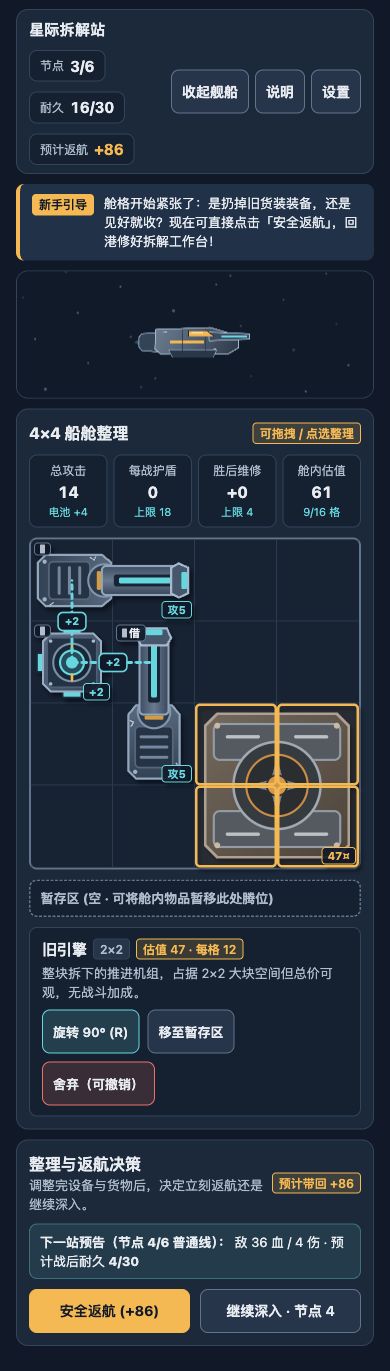 星际拆解站
节点 3/6
耐久 16/30
预计返航 +86
收起舰船
说明
设置
新手引导
舱格开始紧张了：是扔掉旧货装装备，还是
见好就收？现在可直接点击「安全返航」，回
港修好拆解工作台！
4×4 船舱整理
可拖拽 / 点选整理
总攻击
14
电池 +4
每战护盾
0
上限 18
胜后维修
+0
上限 4
舱内估值
61
9/16 格
攻5
+2
借
+2
+2
攻5
47¤
暂存区 (空 · 可将舱内物品暂移此处腾位)
旧引擎
2×2
估值 47 · 每格 12
整块拆下的推进机组，占据 2×2 大块空间但总价可
观，无战斗加成。
旋转 90° (R)
移至暂存区
舍弃（可撤销）
整理与返航决策
预计带回 +86
调整完设备与货物后，决定立刻返航还是
继续深入。
下一站预告（节点 4/6 普通线）： 敌 36 血 / 4 伤 · 预
计战后耐久 4/30
安全返航 (+86)
继续深入 · 节点 4